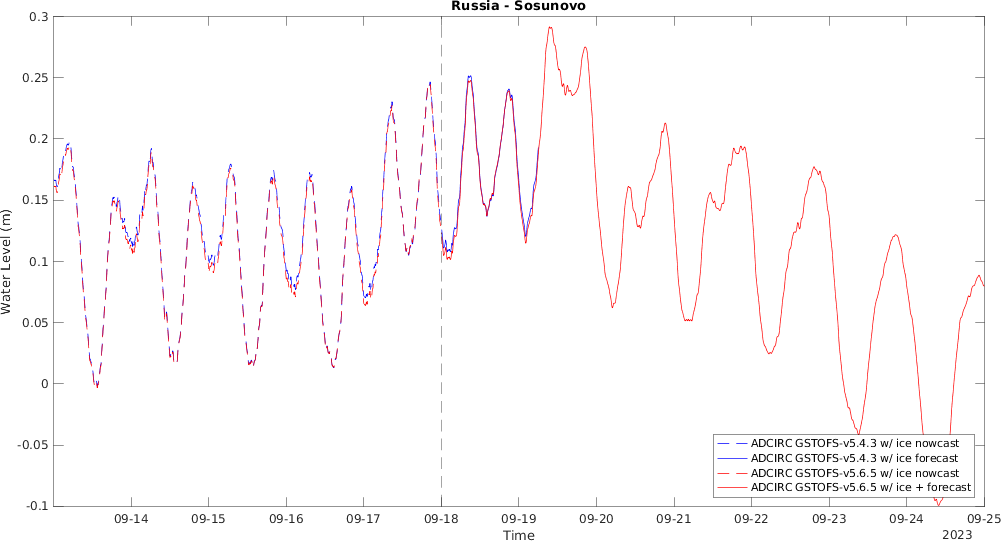 Russia - Sosunovo
0.3
0.25
0.2
0.15
0.1
0.05
0
-0.05
-0.1
Water Level (m)
ADCIRC GSTOFS-v5.4.3 w/ ice nowcast
ADCIRC GSTOFS-v5.4.3 w/ ice forecast
ADCIRC GSTOFS-v5.6.5 w/ ice nowcast
ADCIRC GSTOFS-v5.6.5 w/ ice + forecast
09-14 09-15 09-16 09-17 09-18 09-19 09-20 09-21 09-22 09-23 09-24 09-25
Time
2023